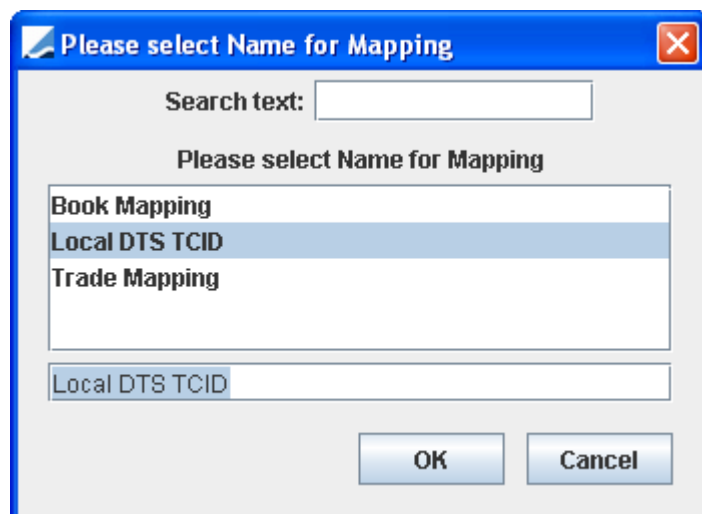 Please select Name for Mapping
Search text:
Please select Name for Mapping
Book Mapping
Local DTS TCID
Trade Mapping
Local DTS TCID
OK Cancel